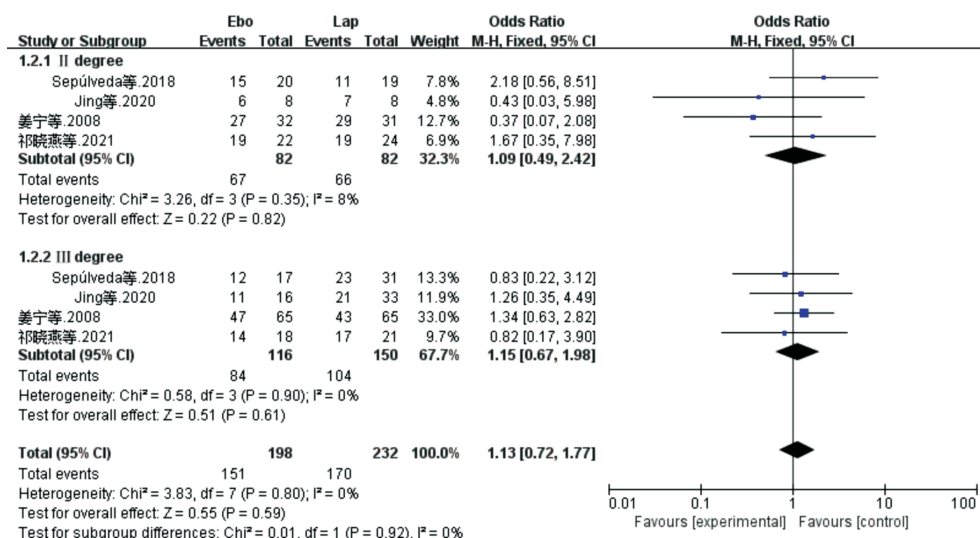 Ebo Lap Odds Ratio Odds Ratio
Study or Subgroup Events Total Events Total Weight M-H, Fixed, 95% CI M-H, Fixed, 95% CI
1.2.1 II degree
Sepúlveda等.2018 15 20 11 19 7.8% 2.18 [0.56, 8.51]
Jing等.2020 6 8 7 8 4.8% 0.43 [0.03, 5.98]
姜宁等.2008 27 32 29 31 12.7% 0.37 [0.07, 2.08]
祁晓燕等.2021 19 22 19 24 6.9% 1.67 [0.35, 7.98]
Subtotal (95% CI) 82 82 32.3% 1.09 [0.49, 2.42]
Total events 67 66
Heterogeneity: Chi² = 3.26, df = 3 (P = 0.35); I² = 8%
Test for overall effect: Z = 0.22 (P = 0.82)
1.2.2 III degree
Sepúlveda等.2018 12 17 23 31 13.3% 0.83 [0.22, 3.12]
Jing等.2020 11 16 21 33 11.9% 1.26 [0.35, 4.49]
姜宁等.2008 47 65 43 65 33.0% 1.34 [0.63, 2.82]
祁晓燕等.2021 14 18 17 21 9.7% 0.82 [0.17, 3.90]
Subtotal (95% CI) 116 150 67.7% 1.15 [0.67, 1.98]
Total events 84 104
Heterogeneity: Chi² = 0.58, df = 3 (P = 0.90); I² = 0%
Test for overall effect: Z = 0.51 (P = 0.61)
Total (95% CI) 198 232 100.0% 1.13 [0.72, 1.77]
Total events 151 170
Heterogeneity: Chi² = 3.83, df = 7 (P = 0.80); I² = 0%
Test for overall effect: Z = 0.55 (P = 0.59)
Test for subgroup differences: Chi² = 0.01, df = 1 (P = 0.92), I² = 0%
0.01 0.1 1 10 100
Favours [experimental] Favours [control]